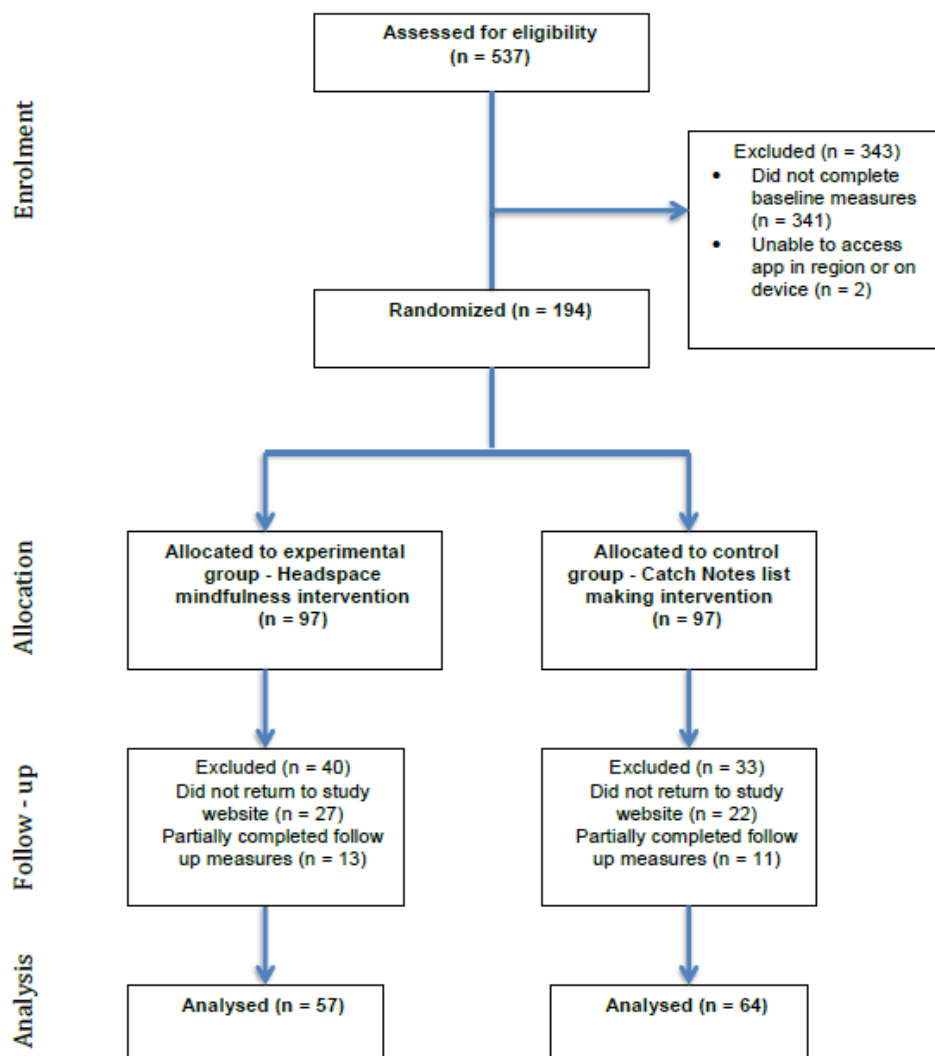 Assessed for eligibility
(n = 537)
Enrolment
Excluded (n = 343)
• Did not complete
baseline measures
(n = 341)
• Unable to access
app in region or on
device (n = 2)
Randomized (n = 194)
Allocation
Allocated to experimental
group - Headspace
mindfulness intervention
(n = 97)
Allocated to control
group - Catch Notes list
making intervention
(n = 97)
Follow - up
Excluded (n = 40)
Did not return to study
website (n = 27)
Partially completed follow
up measures (n = 13)
Excluded (n = 33)
Did not return to study
website (n = 22)
Partially completed follow
up measures (n = 11)
Analysis
Analysed (n = 57)
Analysed (n = 64)